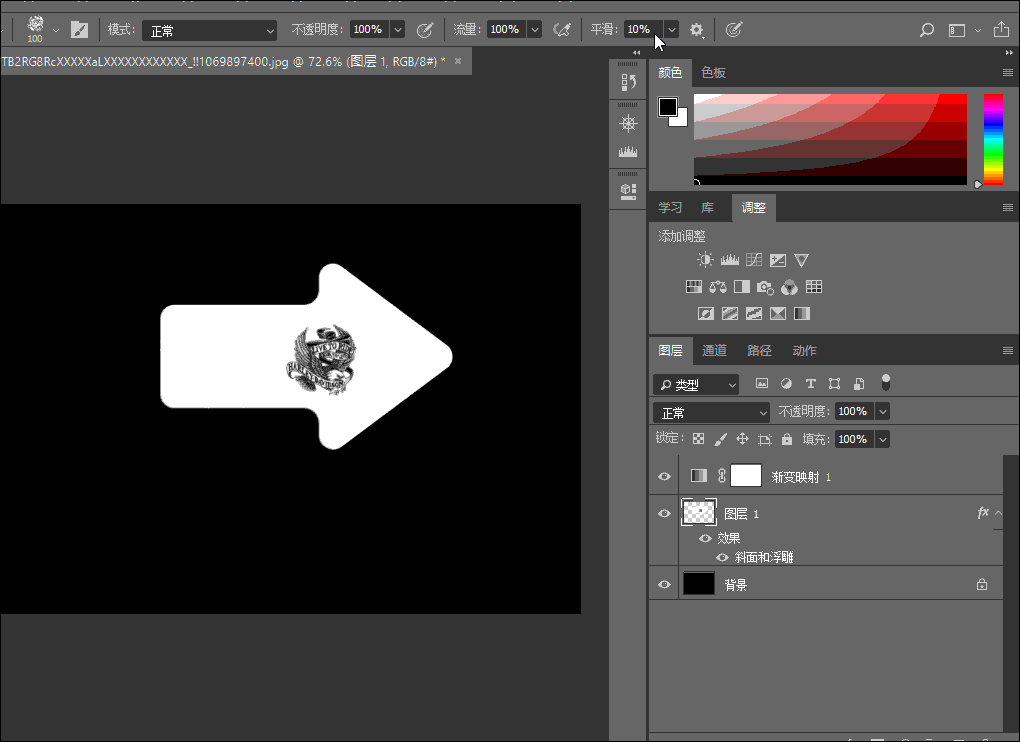 100
模式: 正常 不透明度: 100% 流量: 100% 平滑: 10%
TB2RG8RcXXXXXaLXXXXXXXXXXXX_!!1069897400.jpg @ 72.6% (图层 1, RGB/8#) * ×
颜色 色板
学习 库 调整
添加调整
图层 通道 路径 动作
类型
正常 不透明度: 100%
锁定: 填充: 100%
渐变映射 1
图层 1 fx
效果
斜面和浮雕
背景
HARLEY-DAVIDSON